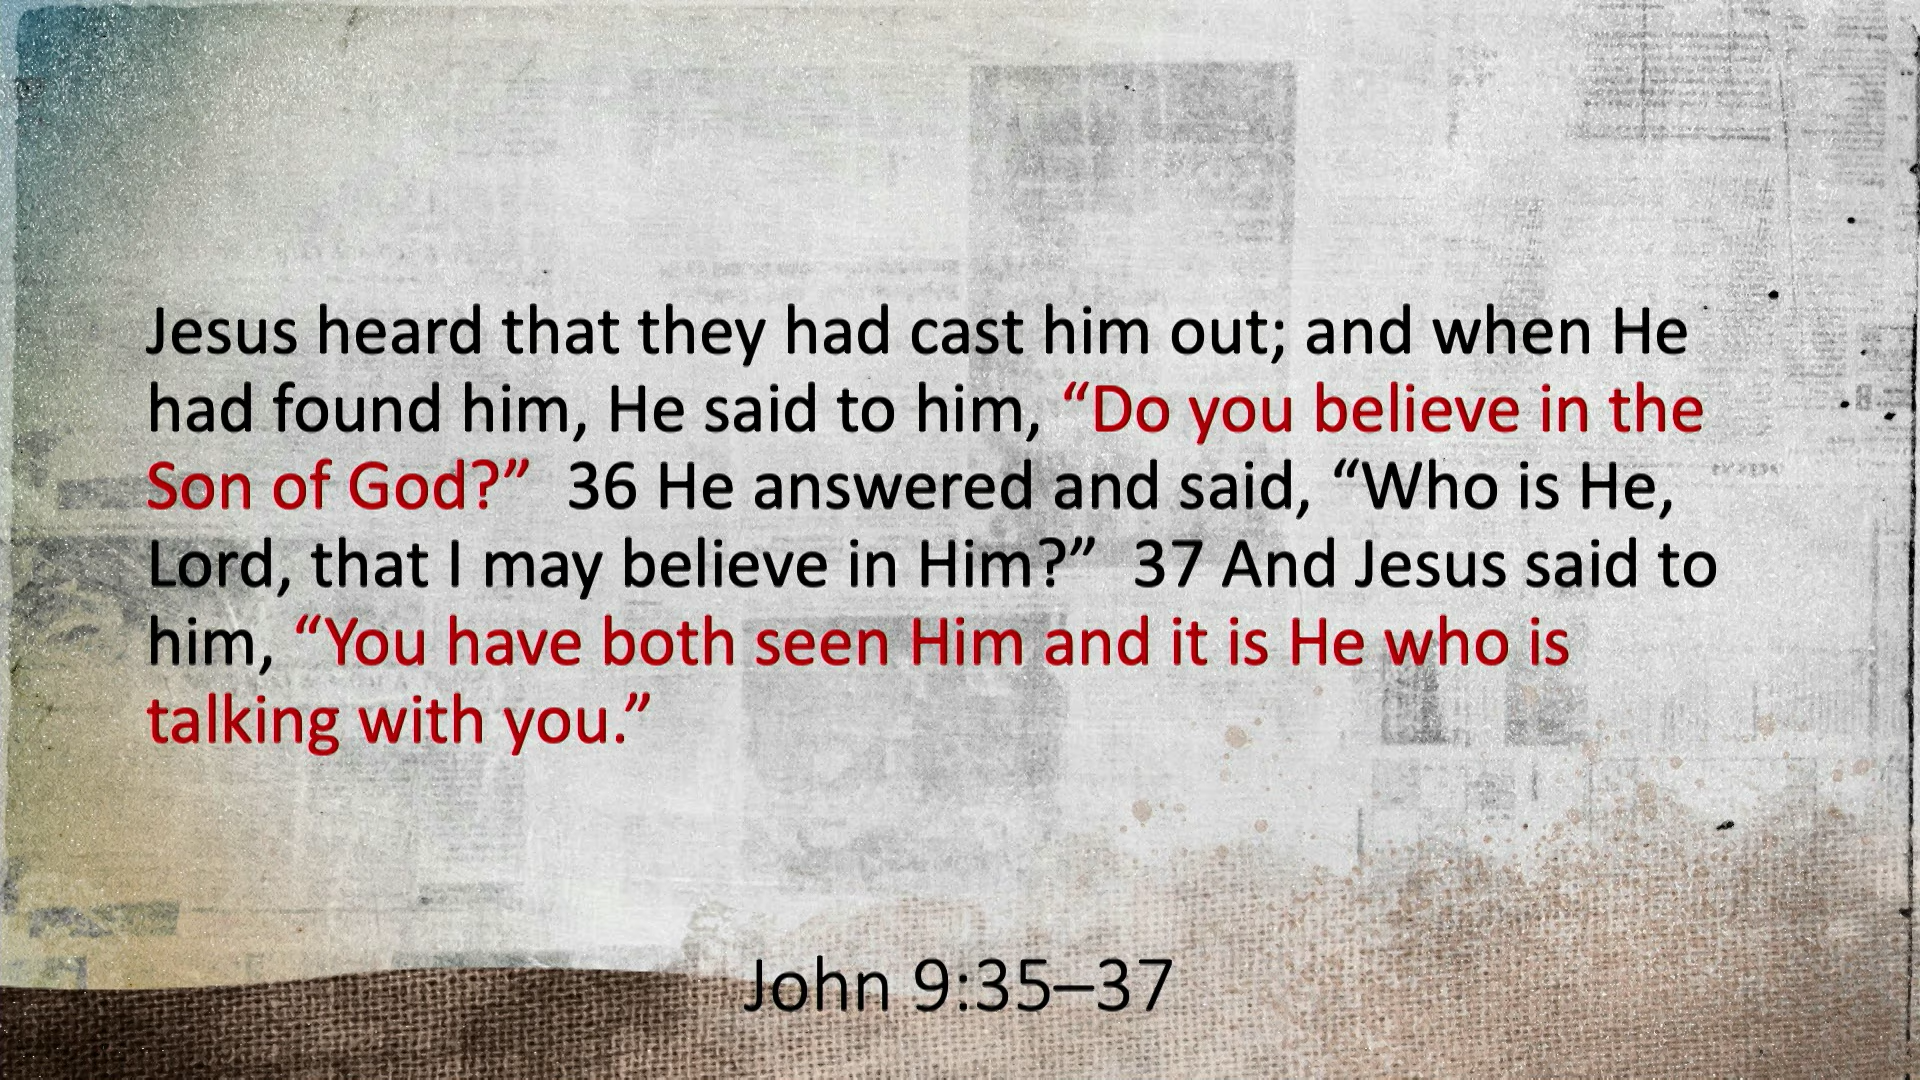 Jesus heard that they had cast him out; and when He
had found him, He said to him, “Do you believe in the
Son of God?”  36 He answered and said, “Who is He,
Lord, that I may believe in Him?”  37 And Jesus said to
him, “You have both seen Him and it is He who is
talking with you.”
John 9:35–37